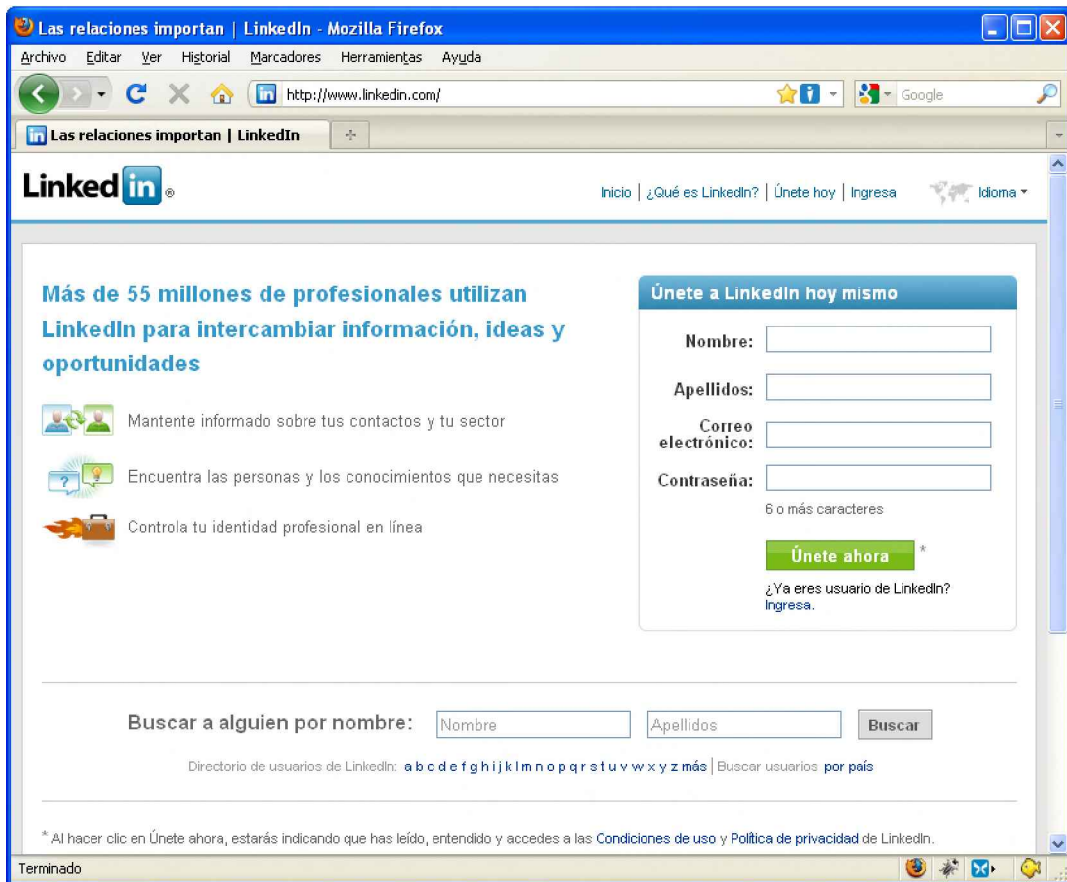 Las relaciones importan | LinkedIn - Mozilla Firefox
Archivo Editar Ver Historial Marcadores Herramientas Ayuda
http://www.linkedin.com/ Google
Las relaciones importan | LinkedIn
Linked in ®
Inicio | ¿Qué es LinkedIn? | Únete hoy | Ingresa Idioma
Más de 55 millones de profesionales utilizan
LinkedIn para intercambiar información, ideas y
oportunidades
Mantente informado sobre tus contactos y tu sector
Encuentra las personas y los conocimientos que necesitas
Controla tu identidad profesional en línea
Únete a LinkedIn hoy mismo
Nombre:
Apellidos:
Correo
electrónico:
Contraseña:
6 o más caracteres
Únete ahora *
¿Ya eres usuario de LinkedIn?
Ingresa.
Buscar a alguien por nombre: Nombre Apellidos Buscar
Directorio de usuarios de LinkedIn: a b c d e f g h i j k l m n o p q r s t u v w x y z más | Buscar usuarios por país
* Al hacer clic en Únete ahora, estarás indicando que has leído, entendido y accedes a las Condiciones de uso y Política de privacidad de LinkedIn.
Terminado